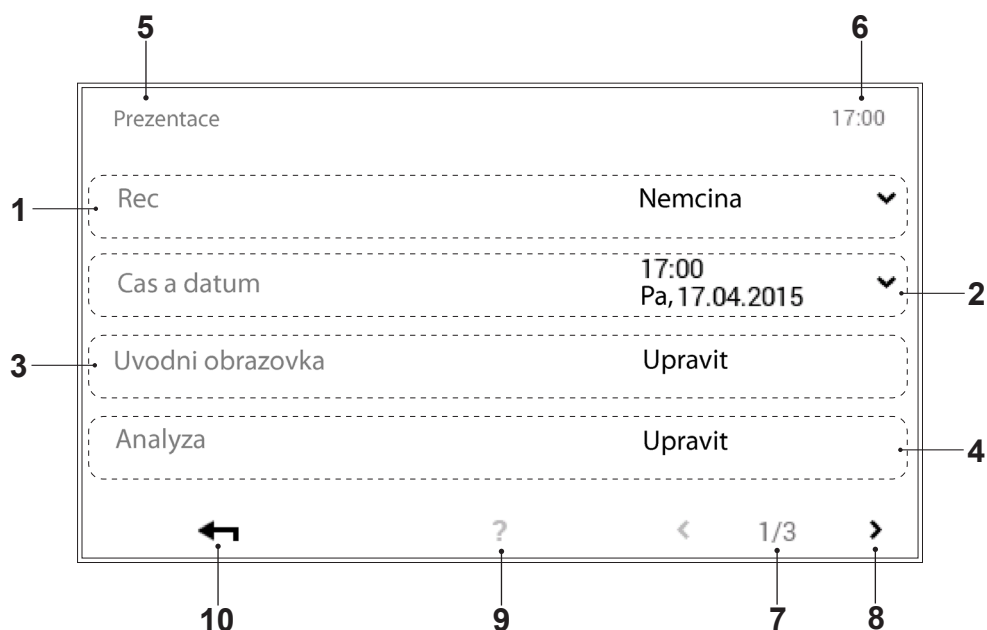 5 6
Prezentace 17:00
1 Rec Nemcina
Cas a datum 17:00
Pa, 17.04.2015 2
3 Uvodni obrazovka Upravit
Analyza Upravit 4
? < 1/3 >
10 9 7 8